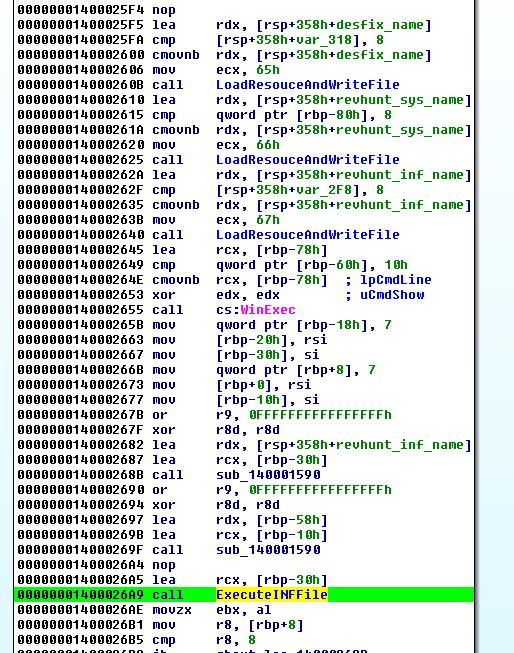 00000001400025F4 nop
00000001400025F5 lea rdx, [rsp+358h+desfix_name]
00000001400025FA cmp [rsp+358h+var_318], 8
0000000140002600 cmovnb rdx, [rsp+358h+desfix_name]
0000000140002606 mov ecx, 65h
000000014000260B call LoadResouceAndWriteFile
0000000140002610 lea rdx, [rsp+358h+revhunt_sys_name]
0000000140002615 cmp qword ptr [rbp-80h], 8
000000014000261A cmovnb rdx, [rsp+358h+revhunt_sys_name]
0000000140002620 mov ecx, 66h
0000000140002625 call LoadResouceAndWriteFile
000000014000262A lea rdx, [rsp+358h+revhunt_inf_name]
000000014000262F cmp [rsp+358h+var_2F8], 8
0000000140002635 cmovnb rdx, [rsp+358h+revhunt_inf_name]
000000014000263B mov ecx, 67h
0000000140002640 call LoadResouceAndWriteFile
0000000140002645 lea rcx, [rbp-78h]
0000000140002649 cmp qword ptr [rbp-60h], 10h
000000014000264E cmovnb rcx, [rbp-78h] ; lpCmdLine
0000000140002653 xor edx, edx ; uCmdShow
0000000140002655 call cs:WinExec
000000014000265B mov qword ptr [rbp-18h], 7
0000000140002663 mov [rbp-20h], rsi
0000000140002667 mov [rbp-30h], si
000000014000266B mov qword ptr [rbp+8], 7
0000000140002673 mov [rbp+0], rsi
0000000140002677 mov [rbp-10h], si
000000014000267B or r9, 0FFFFFFFFFFFFFFFFh
000000014000267F xor r8d, r8d
0000000140002682 lea rdx, [rsp+358h+revhunt_inf_name]
0000000140002687 lea rcx, [rbp-30h]
000000014000268B call sub_140001590
0000000140002690 or r9, 0FFFFFFFFFFFFFFFFh
0000000140002694 xor r8d, r8d
0000000140002697 lea rdx, [rbp-58h]
000000014000269B lea rcx, [rbp-10h]
000000014000269F call sub_140001590
00000001400026A4 nop
00000001400026A5 lea rcx, [rbp-30h]
00000001400026A9 call ExecuteINFFile
00000001400026AE movzx ebx, al
00000001400026B1 mov r8, [rbp+8]
00000001400026B5 cmp r8, 8